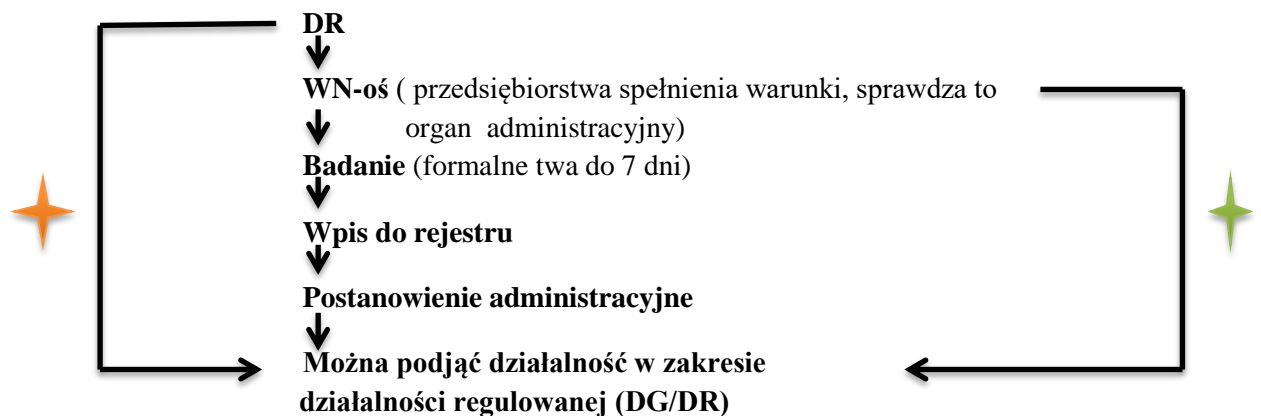 DR
WN-oś ( przedsiębiorstwa spełnienia warunki, sprawdza to
organ administracyjny)
Badanie (formalne twa do 7 dni)
Wpis do rejestru
Postanowienie administracyjne
Można podjąć działalność w zakresie
działalności regulowanej (DG/DR)